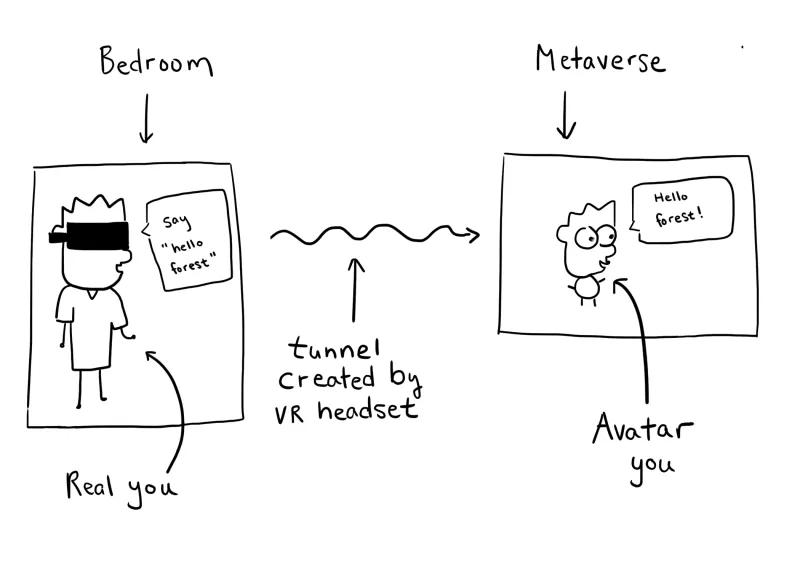 Bedroom
Metaverse
Say
"hello
forest"
Hello
forest!
tunnel
created by
VR headset
Real you
Avatar
you